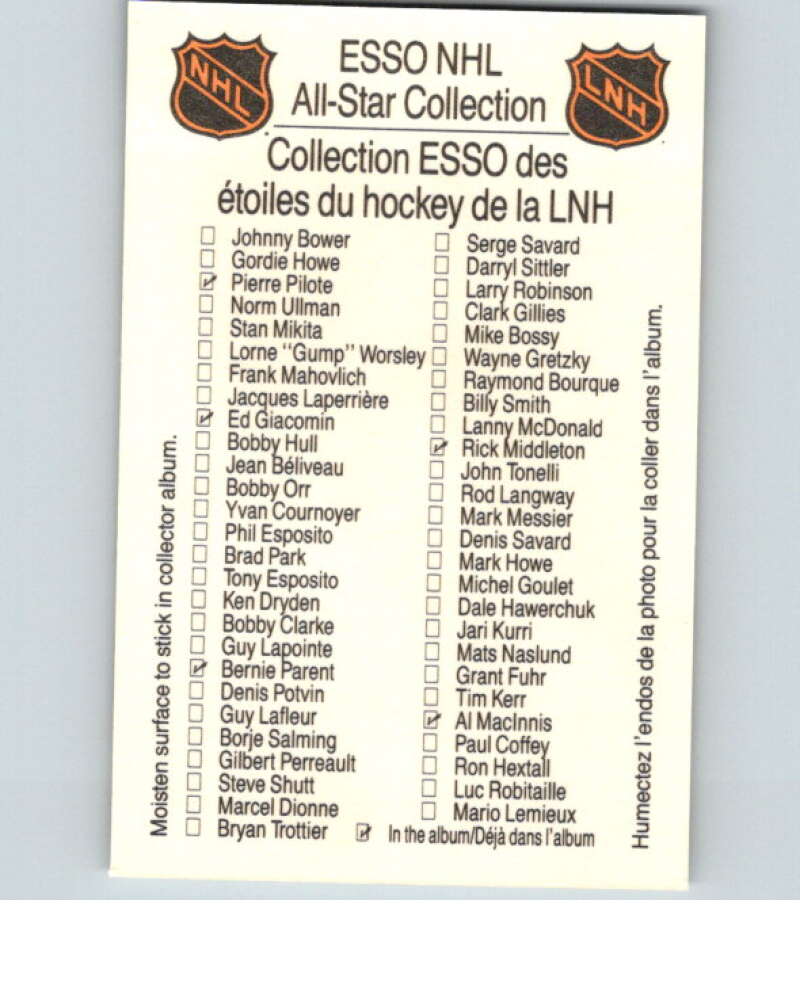 NHL
LNH
ESSO NHL
All-Star Collection
Collection ESSO des
étoiles du hockey de la LNH
Johnny Bower
Gordie Howe
Pierre Pilote
Norm Ullman
Stan Mikita
Lorne "Gump" Worsley
Frank Mahovlich
Jacques Laperrière
Ed Giacomin
Bobby Hull
Jean Béliveau
Bobby Orr
Yvan Cournoyer
Phil Esposito
Brad Park
Tony Esposito
Ken Dryden
Bobby Clarke
Guy Lapointe
Bernie Parent
Denis Potvin
Guy Lafleur
Borje Salming
Gilbert Perreault
Steve Shutt
Marcel Dionne
Bryan Trottier
Serge Savard
Darryl Sittler
Larry Robinson
Clark Gillies
Mike Bossy
Wayne Gretzky
Raymond Bourque
Billy Smith
Lanny McDonald
Rick Middleton
John Tonelli
Rod Langway
Mark Messier
Denis Savard
Mark Howe
Michel Goulet
Dale Hawerchuk
Jari Kurri
Mats Naslund
Grant Fuhr
Tim Kerr
Al MacInnis
Paul Coffey
Ron Hextall
Luc Robitaille
Mario Lemieux
In the album/Déjà dans l'album
Moisten surface to stick in collector album.
Humectez l'endos de la photo pour la coller dans l'album.